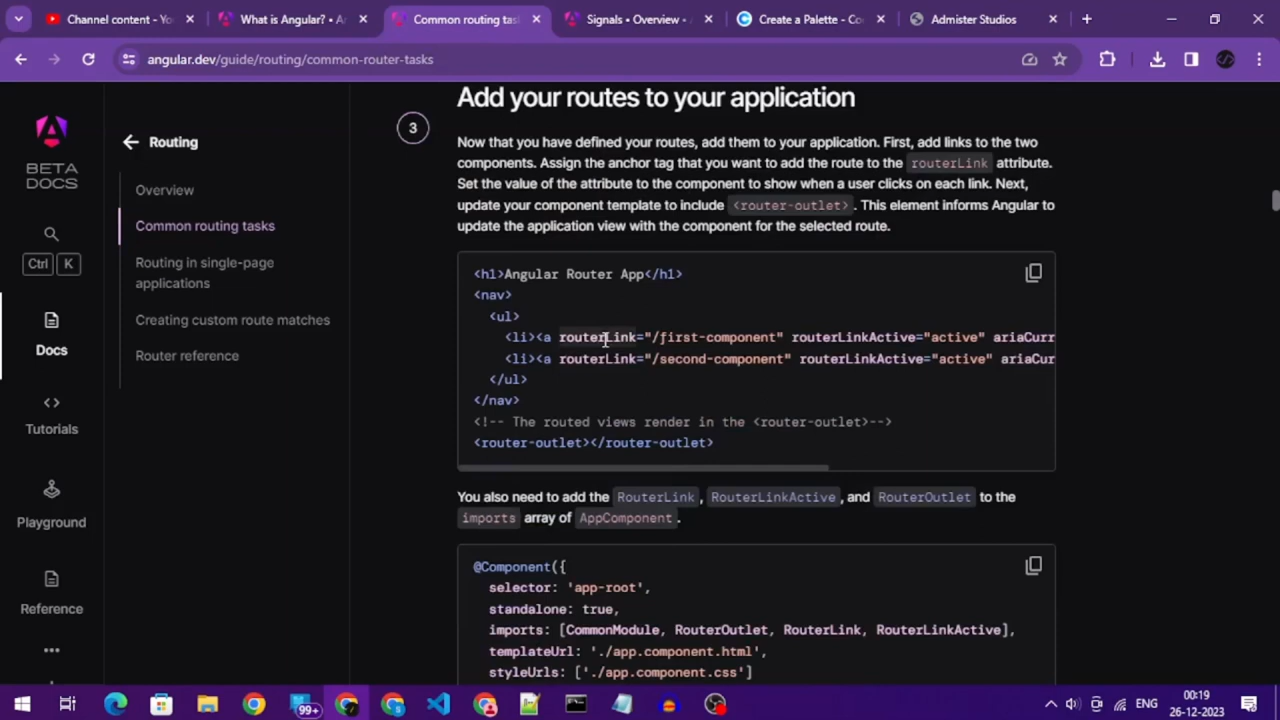 Channel content - Yo
What is Angular? • A
Common routing tas
Signals • Overview •
Create a Palette - Co
Admister Studios
angular.dev/guide/routing/common-router-tasks
BETA
DOCS
Ctrl K
Docs
Tutorials
Playground
Reference
Routing
Overview
Common routing tasks
Routing in single-page
applications
Creating custom route matches
Router reference
Add your routes to your application
3
Now that you have defined your routes, add them to your application. First, add links to the two
components. Assign the anchor tag that you want to add the route to the routerLink attribute.
Set the value of the attribute to the component to show when a user clicks on each link. Next,
update your component template to include <router-outlet>. This element informs Angular to
update the application view with the component for the selected route.
<h1>Angular Router App</h1>
<nav>
<ul>
<li><a routerLink="/first-component" routerLinkActive="active" ariaCurr
<li><a routerLink="/second-component" routerLinkActive="active" ariaCurr
</ul>
</nav>
<!-- The routed views render in the <router-outlet>-->
<router-outlet></router-outlet>
You also need to add the RouterLink, RouterLinkActive, and RouterOutlet to the
imports array of AppComponent.
@Component({
selector: 'app-root',
standalone: true,
imports: [CommonModule, RouterOutlet, RouterLink, RouterLinkActive],
templateUrl: './app.component.html',
styleUrls: ['./app.component.css']
99+
ENG
00:19
26-12-2023